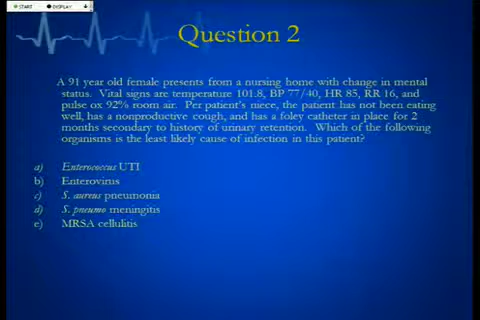 START DISPLAY
Question 2
A 91 year old female presents from a nursing home with change in mental
status. Vital signs are temperature 101.8, BP 77/40, HR 85, RR 16, and
pulse ox 92% room air. Per patient's niece, the patient has not been eating
well, has a nonproductive cough, and has a foley catheter in place for 2
months secondary to history of urinary retention. Which of the following
organisms is the least likely cause of infection in this patient?
a) Enterococcus UTI
b) Enterovirus
c) S. aureus pneumonia
d) S. pneumo meningitis
e) MRSA cellulitis